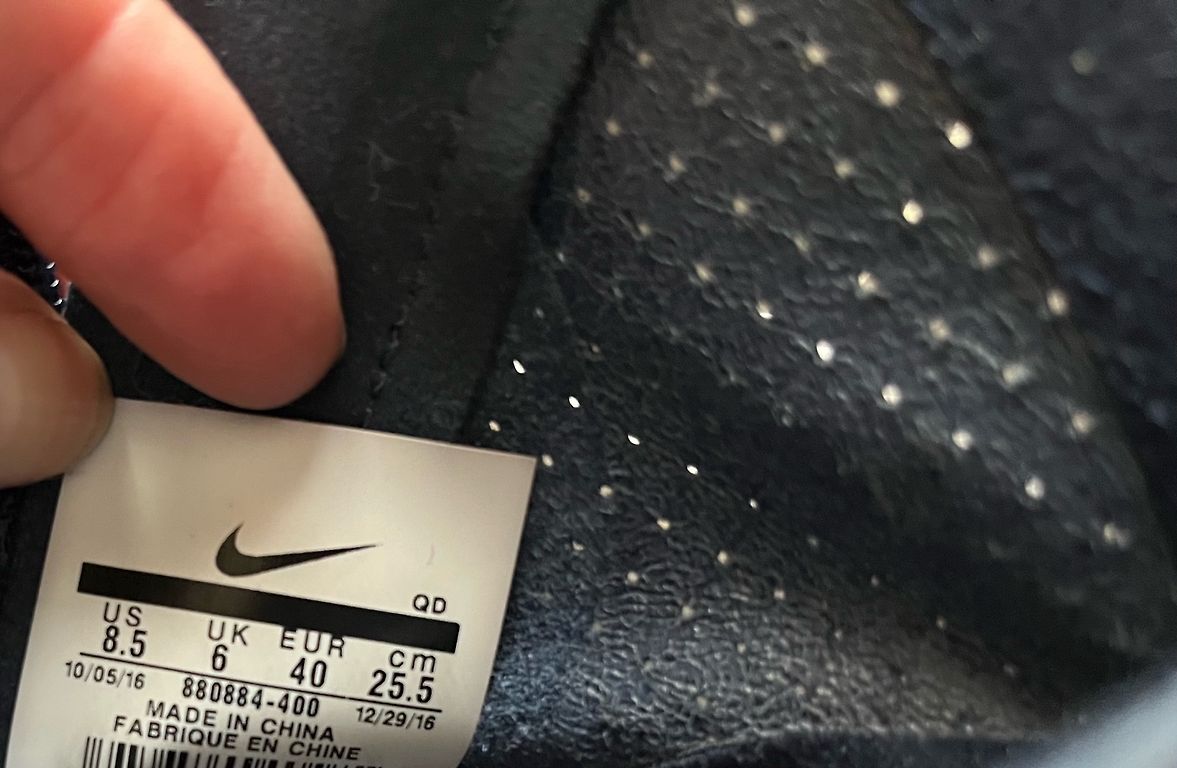 QD
US UK EUR cm
8.5 6 40 25.5
10/05/16 880884-400 12/29/16
MADE IN CHINA
FABRIQUE EN CHINE